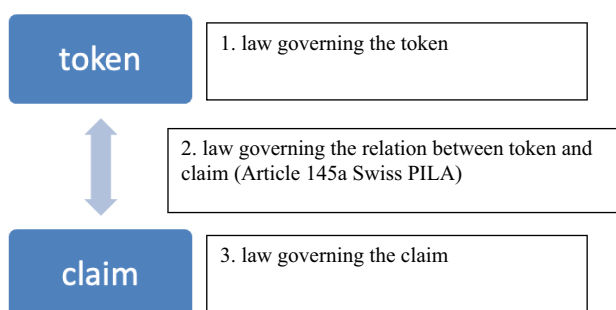 token
1. law governing the token
2. law governing the relation between token and
claim (Article 145a Swiss PILA)
claim
3. law governing the claim